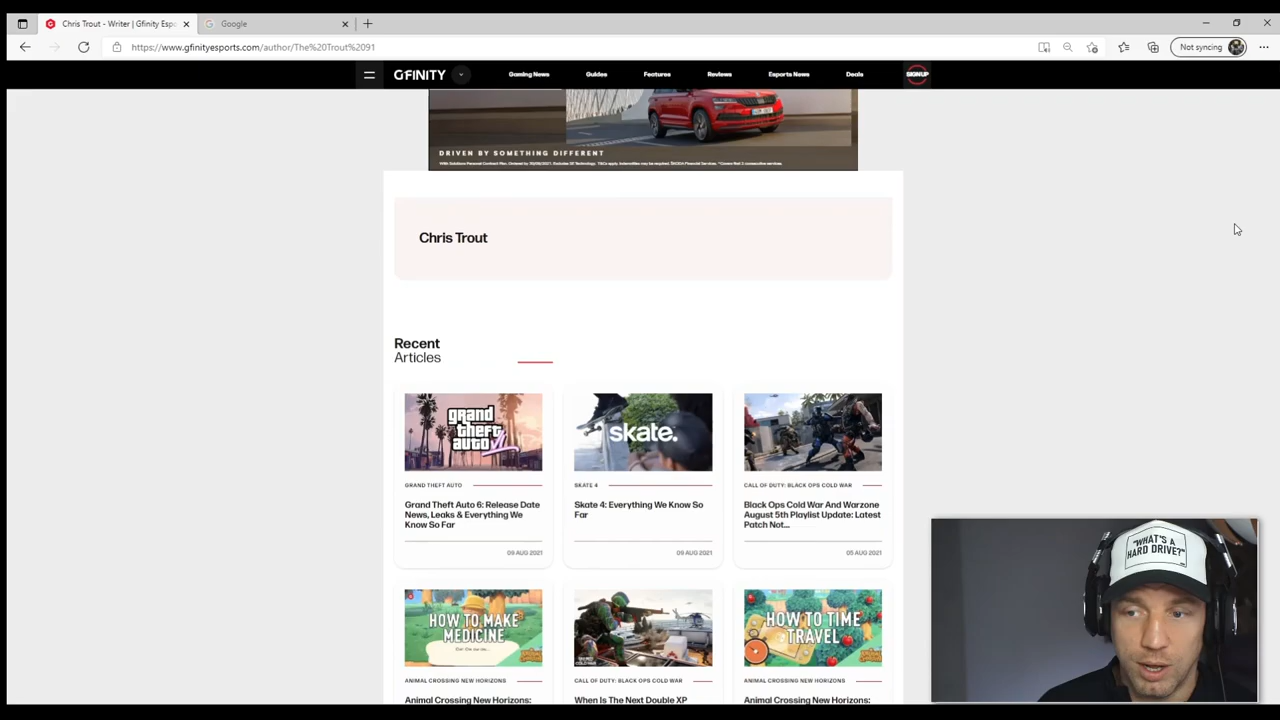 Chris Trout - Writer | Gfinity Espo
Google
https://www.gfinityesports.com/author/The%20Trout%2091
Not syncing
GFINITY
Gaming News
Guides
Features
Reviews
Esports News
Deals
SIGN UP
DRIVEN BY SOMETHING DIFFERENT
Chris Trout
Recent
Articles
grand
theft
auto VI
skate.
GRAND THEFT AUTO
SKATE 4
CALL OF DUTY: BLACK OPS COLD WAR
Grand Theft Auto 6: Release Date
News, Leaks & Everything We
Know So Far
Skate 4: Everything We Know So
Far
Black Ops Cold War And Warzone
August 5th Playlist Update: Latest
Patch Not...
09 AUG 2021
09 AUG 2021
05 AUG 2021
HOW TO MAKE
MEDICINE
HOW TO TIME
TRAVEL
ANIMAL CROSSING NEW HORIZONS
CALL OF DUTY: BLACK OPS COLD WAR
ANIMAL CROSSING NEW HORIZONS
Animal Crossing New Horizons:
When Is The Next Double XP
Animal Crossing New Horizons:
"WHAT'S A
HARD DRIVE?"